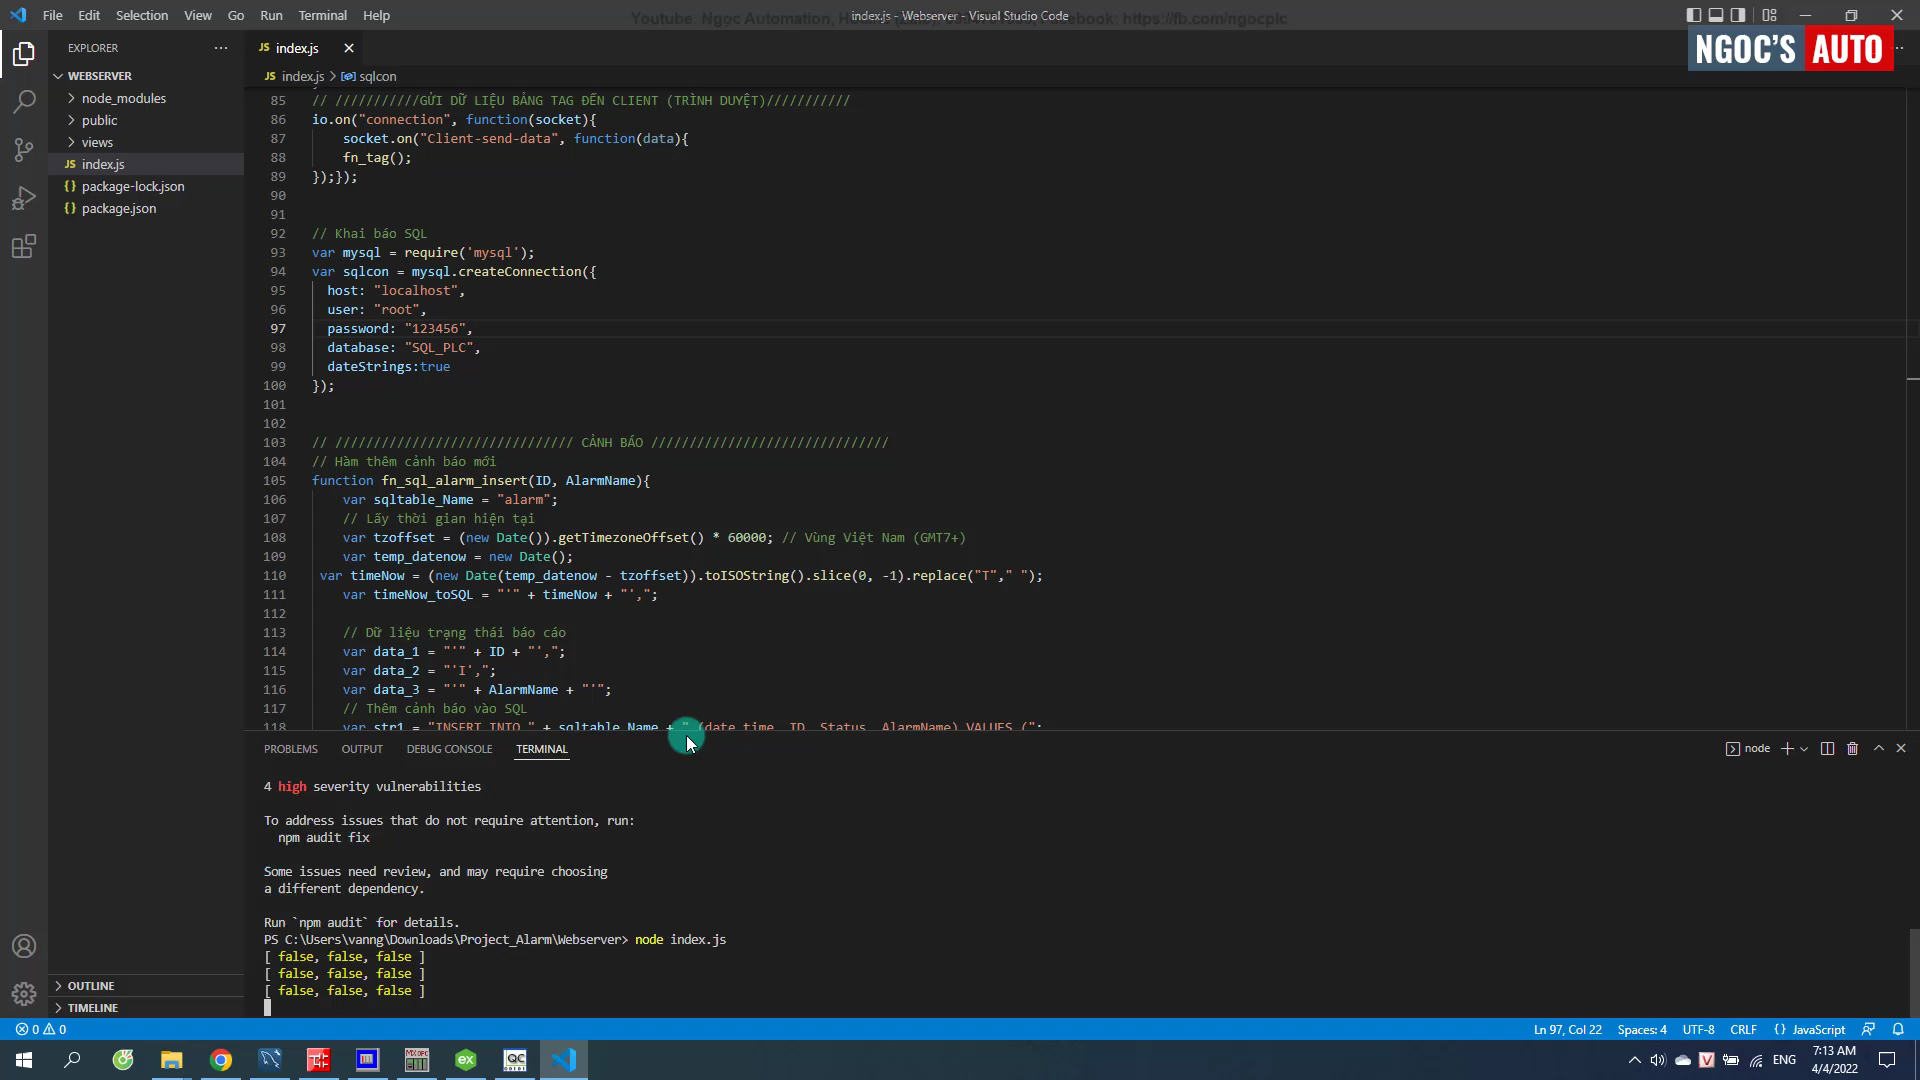 File Edit Selection View Go Run Terminal Help
index.js - Webserver - Visual Studio Code
NGOC'S AUTO
EXPLORER
WEBSERVER
node_modules
public
views
JS index.js
{} package-lock.json
{} package.json
OUTLINE
TIMELINE
JS index.js
JS index.js > sqlcon
85 // ///////////GỬI DỮ LIỆU BẢNG TAG ĐẾN CLIENT (TRÌNH DUYỆT)///////////
86 io.on("connection", function(socket){
87 socket.on("Client-send-data", function(data){
88 fn_tag();
89 });});
90
91
92 // Khai báo SQL
93 var mysql = require('mysql');
94 var sqlcon = mysql.createConnection({
95 host: "localhost",
96 user: "root",
97 password: "123456",
98 database: "SQL_PLC",
99 dateStrings:true
100 });
101
102
103 // /////////////////////////////// CẢNH BÁO ///////////////////////////////
104 // Hàm thêm cảnh báo mới
105 function fn_sql_alarm_insert(ID, AlarmName){
106 var sqltable_Name = "alarm";
107 // Lấy thời gian hiện tại
108 var tzoffset = (new Date()).getTimezoneOffset() * 60000; // Vùng Việt Nam (GMT7+)
109 var temp_datenow = new Date();
110 var timeNow = (new Date(temp_datenow - tzoffset)).toISOString().slice(0, -1).replace("T"," ");
111 var timeNow_toSQL = "'" + timeNow + "',";
112
113 // Dữ liệu trạng thái báo cáo
114 var data_1 = "'" + ID + "',";
115 var data_2 = "'I',";
116 var data_3 = "'" + AlarmName + "'";
117 // Thêm cảnh báo vào SQL
118 var str1 = "INSERT INTO " + sqltable_Name + " (date_time, ID, Status, AlarmName) VALUES (";
PROBLEMS OUTPUT DEBUG CONSOLE TERMINAL
node
4 high severity vulnerabilities
To address issues that do not require attention, run:
npm audit fix
Some issues need review, and may require choosing
a different dependency.
Run `npm audit` for details.
PS C:\Users\vanng\Downloads\Project_Alarm\Webserver> node index.js
[ false, false, false ]
[ false, false, false ]
[ false, false, false ]
0 0
Ln 97, Col 22 Spaces: 4 UTF-8 CRLF {} JavaScript
ENG
7:13 AM
4/4/2022